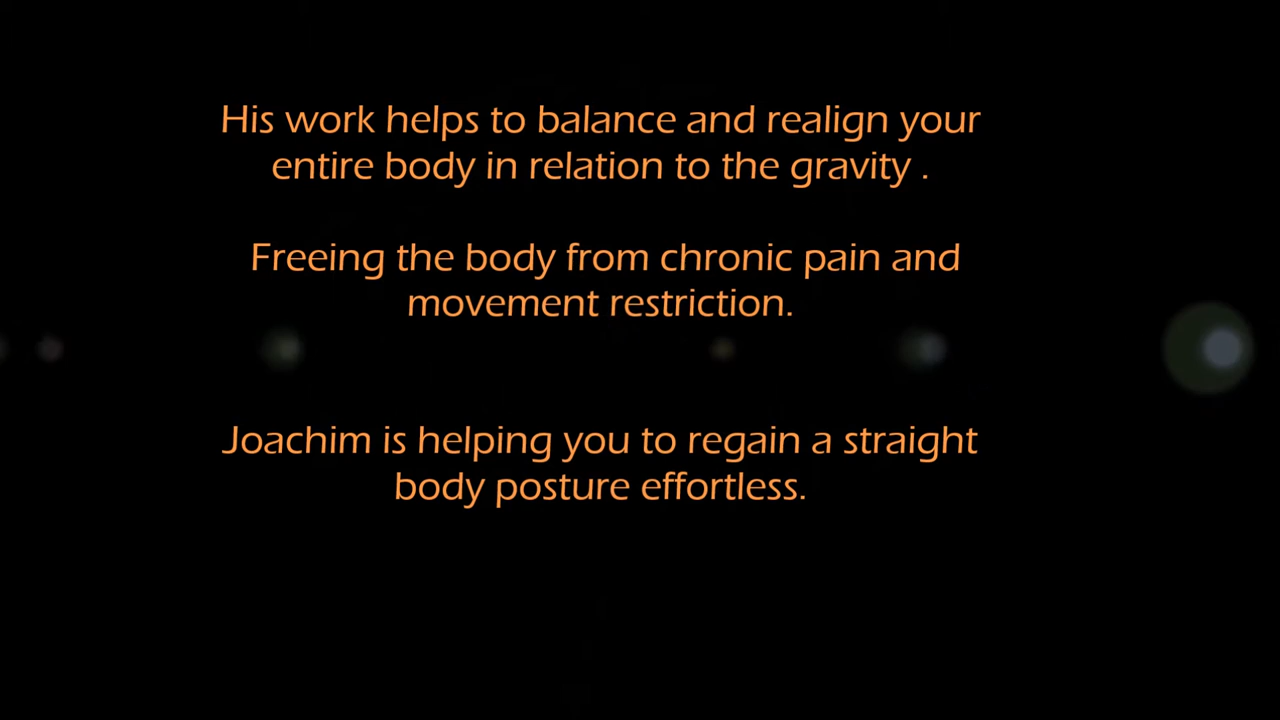 His work helps to balance and realign your
entire body in relation to the gravity .
Freeing the body from chronic pain and
movement restriction.
Joachim is helping you to regain a straight
body posture effortless.